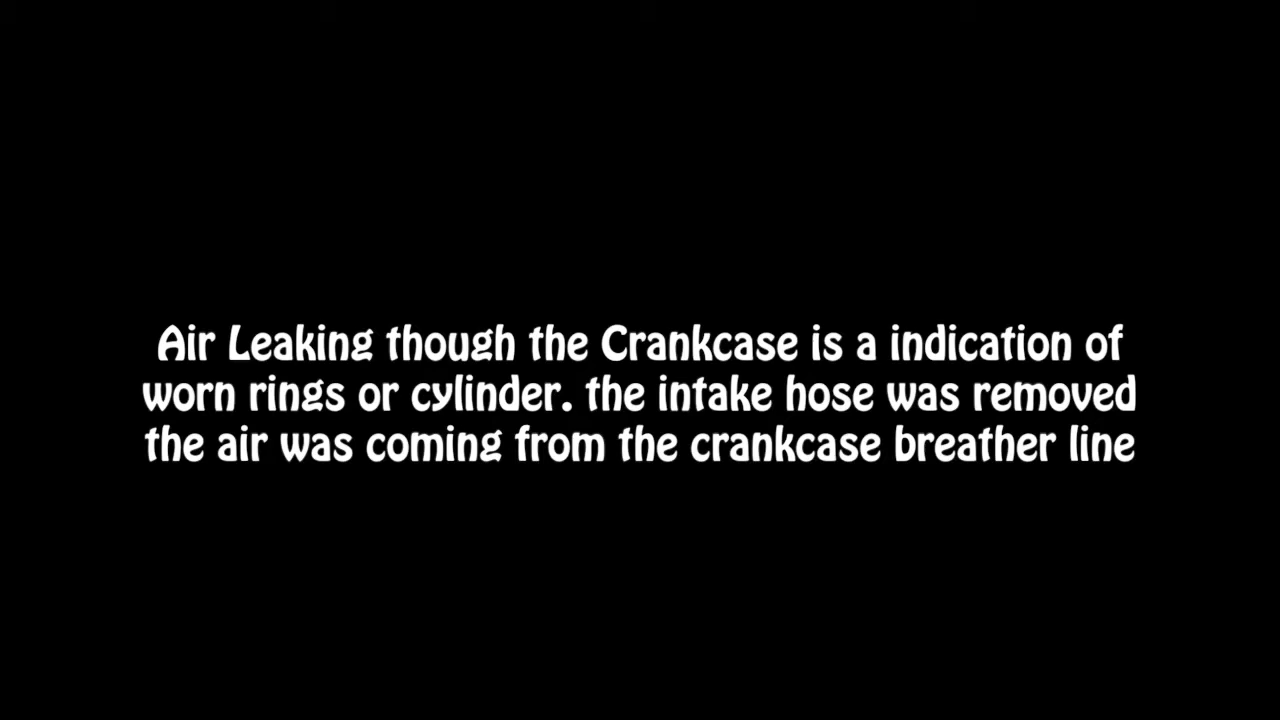 Air Leaking though the Crankcase is a indication of
worn rings or cylinder. the intake hose was removed
the air was coming from the crankcase breather line